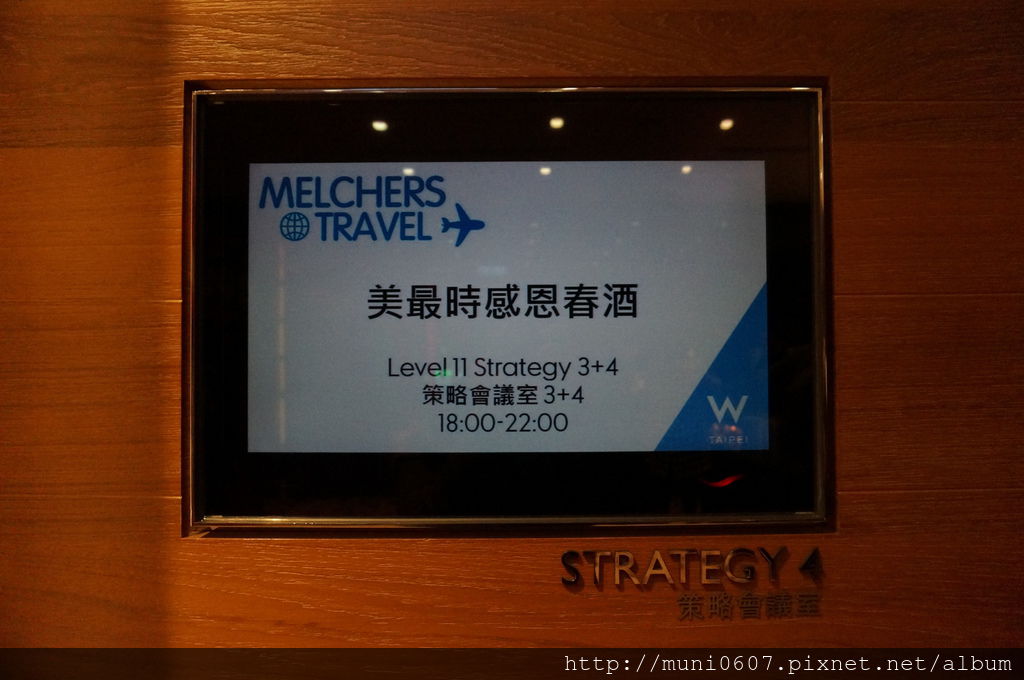 MELCHERS
TRAVEL
美最時感恩春酒
Level 11 Strategy 3+4
策略會議室 3+4
18:00-22:00
W
TAIPEI
STRATEGY 4
策略會議室
http://muni0607.pixnet.net/album